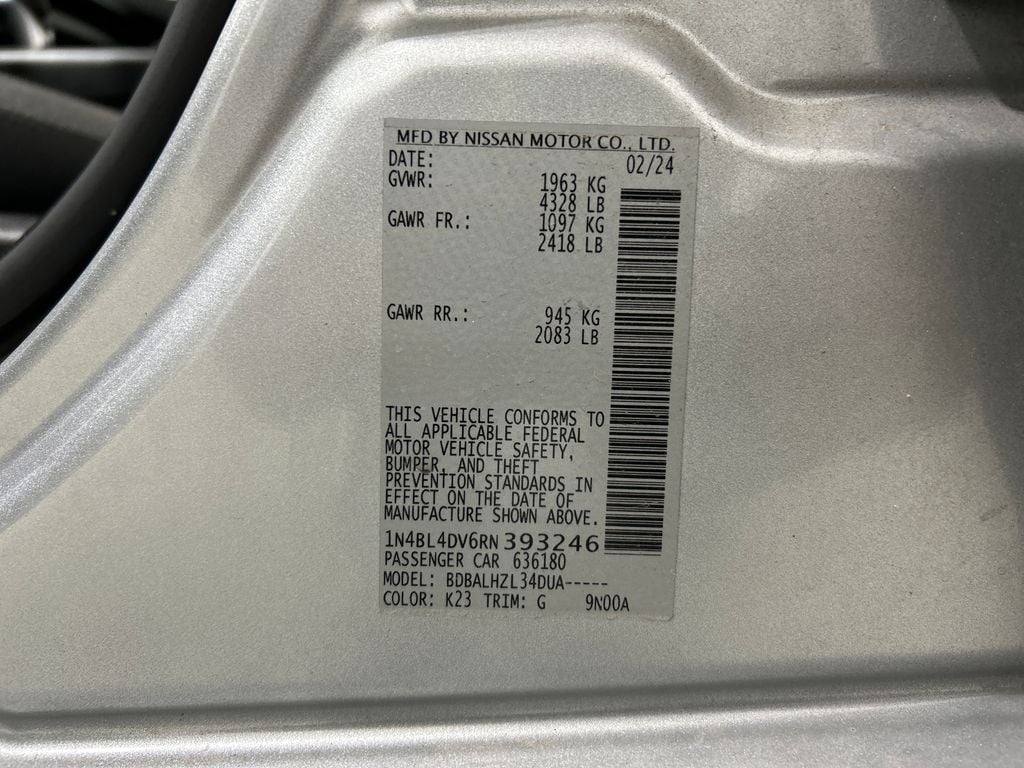 MFD BY NISSAN MOTOR CO., LTD.
DATE: 02/24
GVWR: 1963 KG
4328 LB
GAWR FR.: 1097 KG
2418 LB
GAWR RR.: 945 KG
2083 LB
THIS VEHICLE CONFORMS TO
ALL APPLICABLE FEDERAL
MOTOR VEHICLE SAFETY,
BUMPER, AND THEFT
PREVENTION STANDARDS IN
EFFECT ON THE DATE OF
MANUFACTURE SHOWN ABOVE.
1N4BL4DV6RN393246
PASSENGER CAR 636180
MODEL: BDBALHZL34DUA-----
COLOR: K23 TRIM: G 9N00A